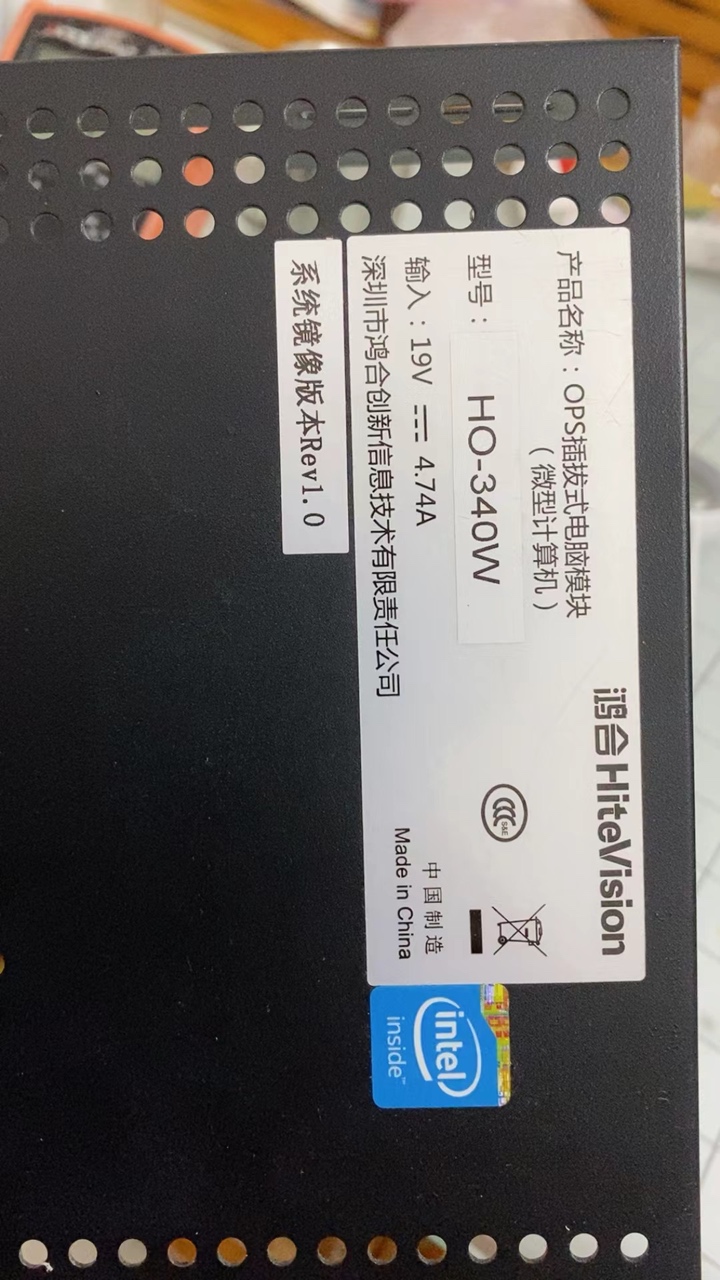 鸿合 HiteVision
产品名称：OPS插拔式电脑模块
（微型计算机）
型号：HO-340W
输入：19V ⎓ 4.74A
深圳市鸿合创新信息技术有限责任公司
S&E
中国制造
Made in China
系统镜像版本Rev1.0
intel
inside™